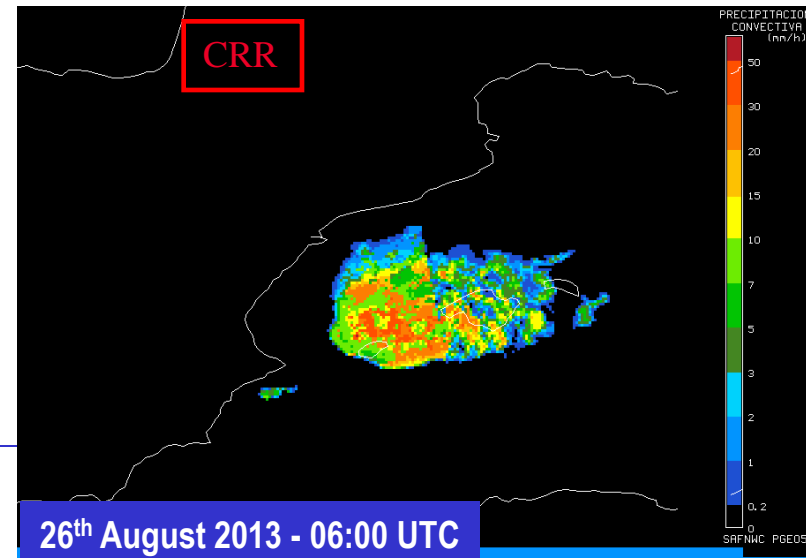 CRR
PRECIPITACION
CONVECTIVA
(mm/h)
50
30
20
15
10
7
5
3
2
1
0.2
0
SAFNWC PGE05
26th August 2013 - 06:00 UTC